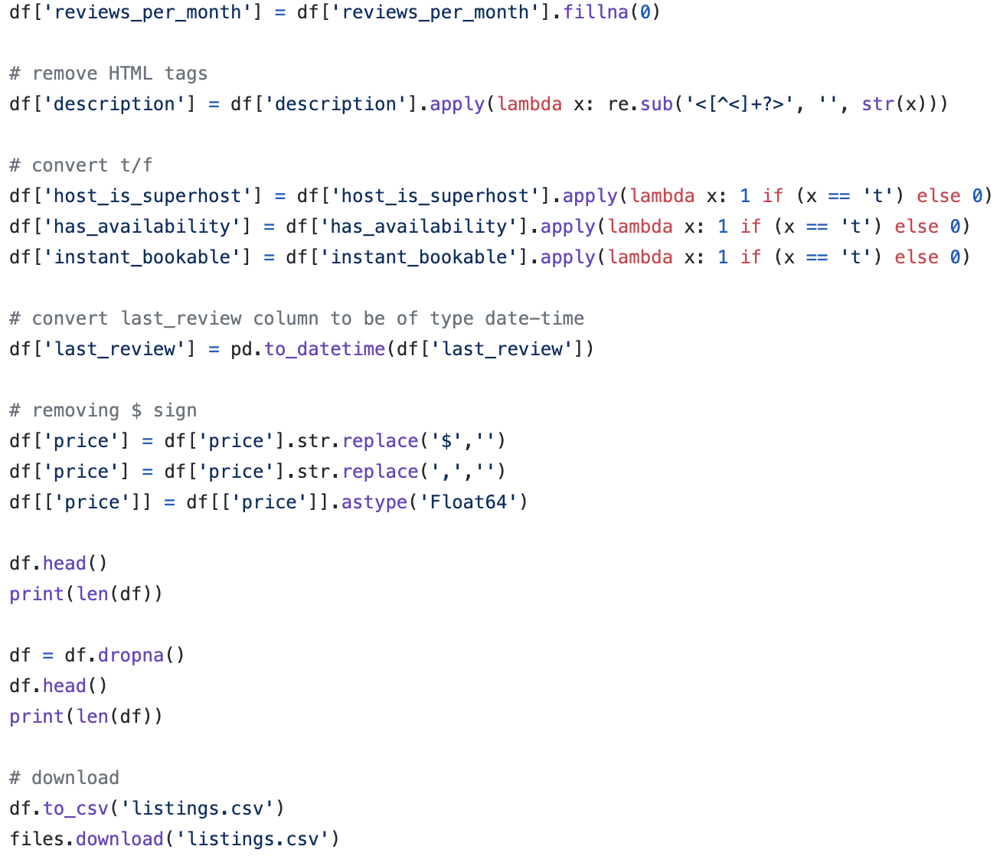 df['reviews_per_month'] = df['reviews_per_month'].fillna(0)
# remove HTML tags
df['description'] = df['description'].apply(lambda x: re.sub('<[^<]+?>', '', str(x)))
# convert t/f
df['host_is_superhost'] = df['host_is_superhost'].apply(lambda x: 1 if (x == 't') else 0)
df['has_availability'] = df['has_availability'].apply(lambda x: 1 if (x == 't') else 0)
df['instant_bookable'] = df['instant_bookable'].apply(lambda x: 1 if (x == 't') else 0)
# convert last_review column to be of type date-time
df['last_review'] = pd.to_datetime(df['last_review'])
# removing $ sign
df['price'] = df['price'].str.replace('$','')
df['price'] = df['price'].str.replace(',','')
df[['price']] = df[['price']].astype('Float64')
df.head()
print(len(df))
df = df.dropna()
df.head()
print(len(df))
# download
df.to_csv('listings.csv')
files.download('listings.csv')